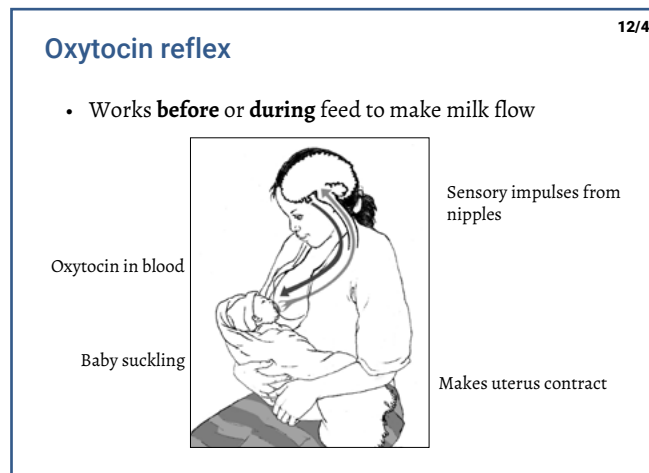 12/4
Oxytocin reflex
• Works before or during feed to make milk flow
Sensory impulses from
nipples
Oxytocin in blood
Baby suckling
Makes uterus contract